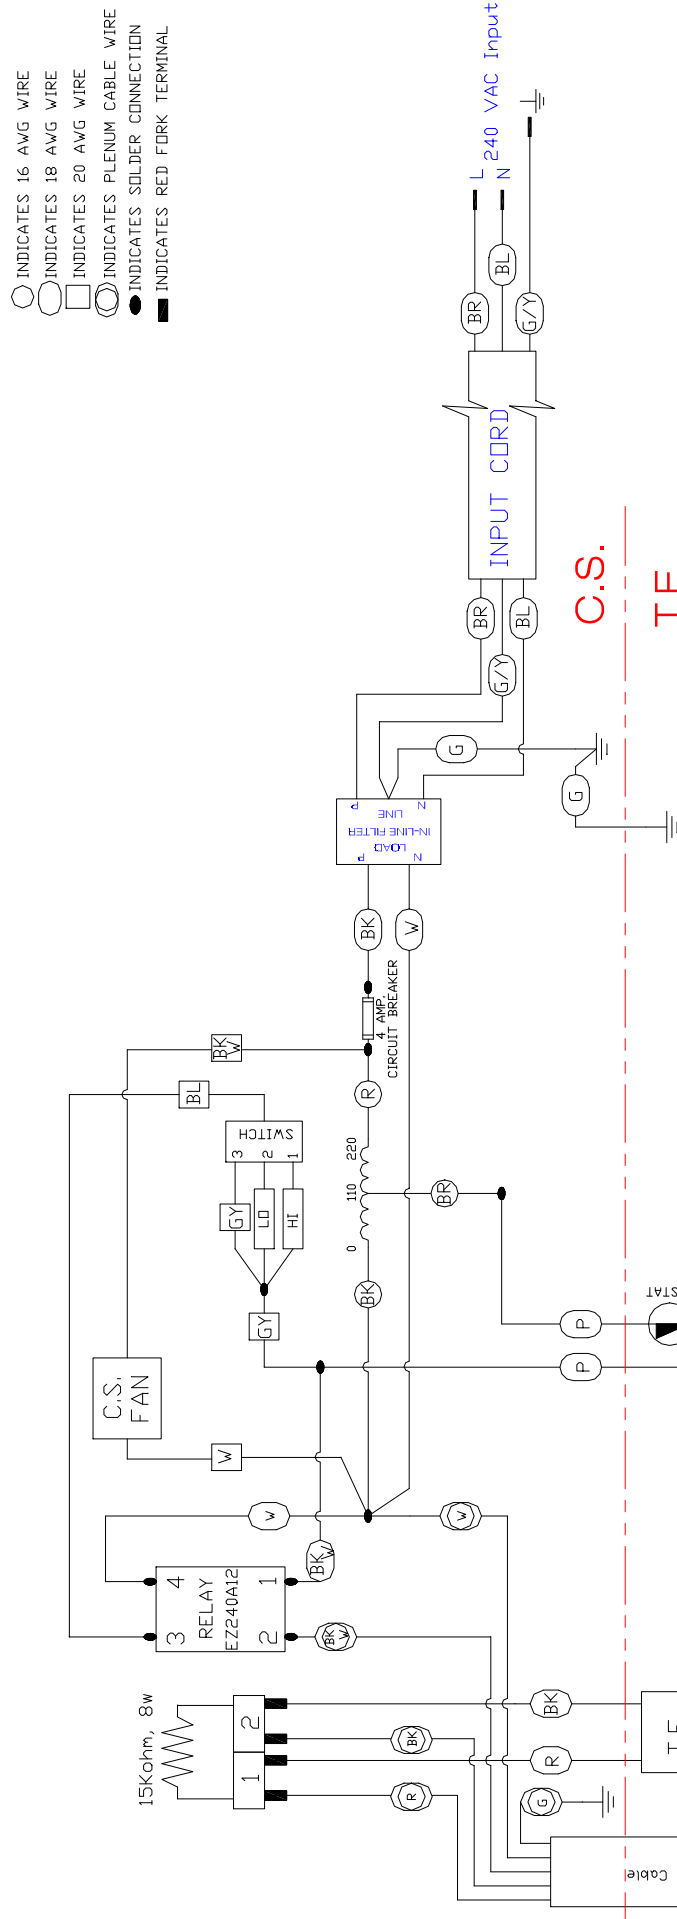 INDICATES 16 AWG WIRE
INDICATES 18 AWG WIRE
INDICATES 20 AWG WIRE
INDICATES PLENUM CABLE WIRE
INDICATES SOLDER CONNECTION
INDICATES RED FORK TERMINAL
L
240 VAC Input
N
BR
BL
G/Y
INPUT CORD
BR
G/Y
BL
C.S.
G
G
P
N
LINE
IN-LINE FILTER
LOAD
P
N
BK
W
4 AMP.
CIRCUIT BREAKER
BK
W
BL
R
SWITCH
3
2
1
GY
LO
HI
0
110
220
BR
BK
GY
P
P
C.S.
FAN
W
W
W
BK
W
4
1
RELAY
EZ240A12
3
2
BK
W
15Kohm, 8w
1
2
BK
BK
R
R
G
Cable